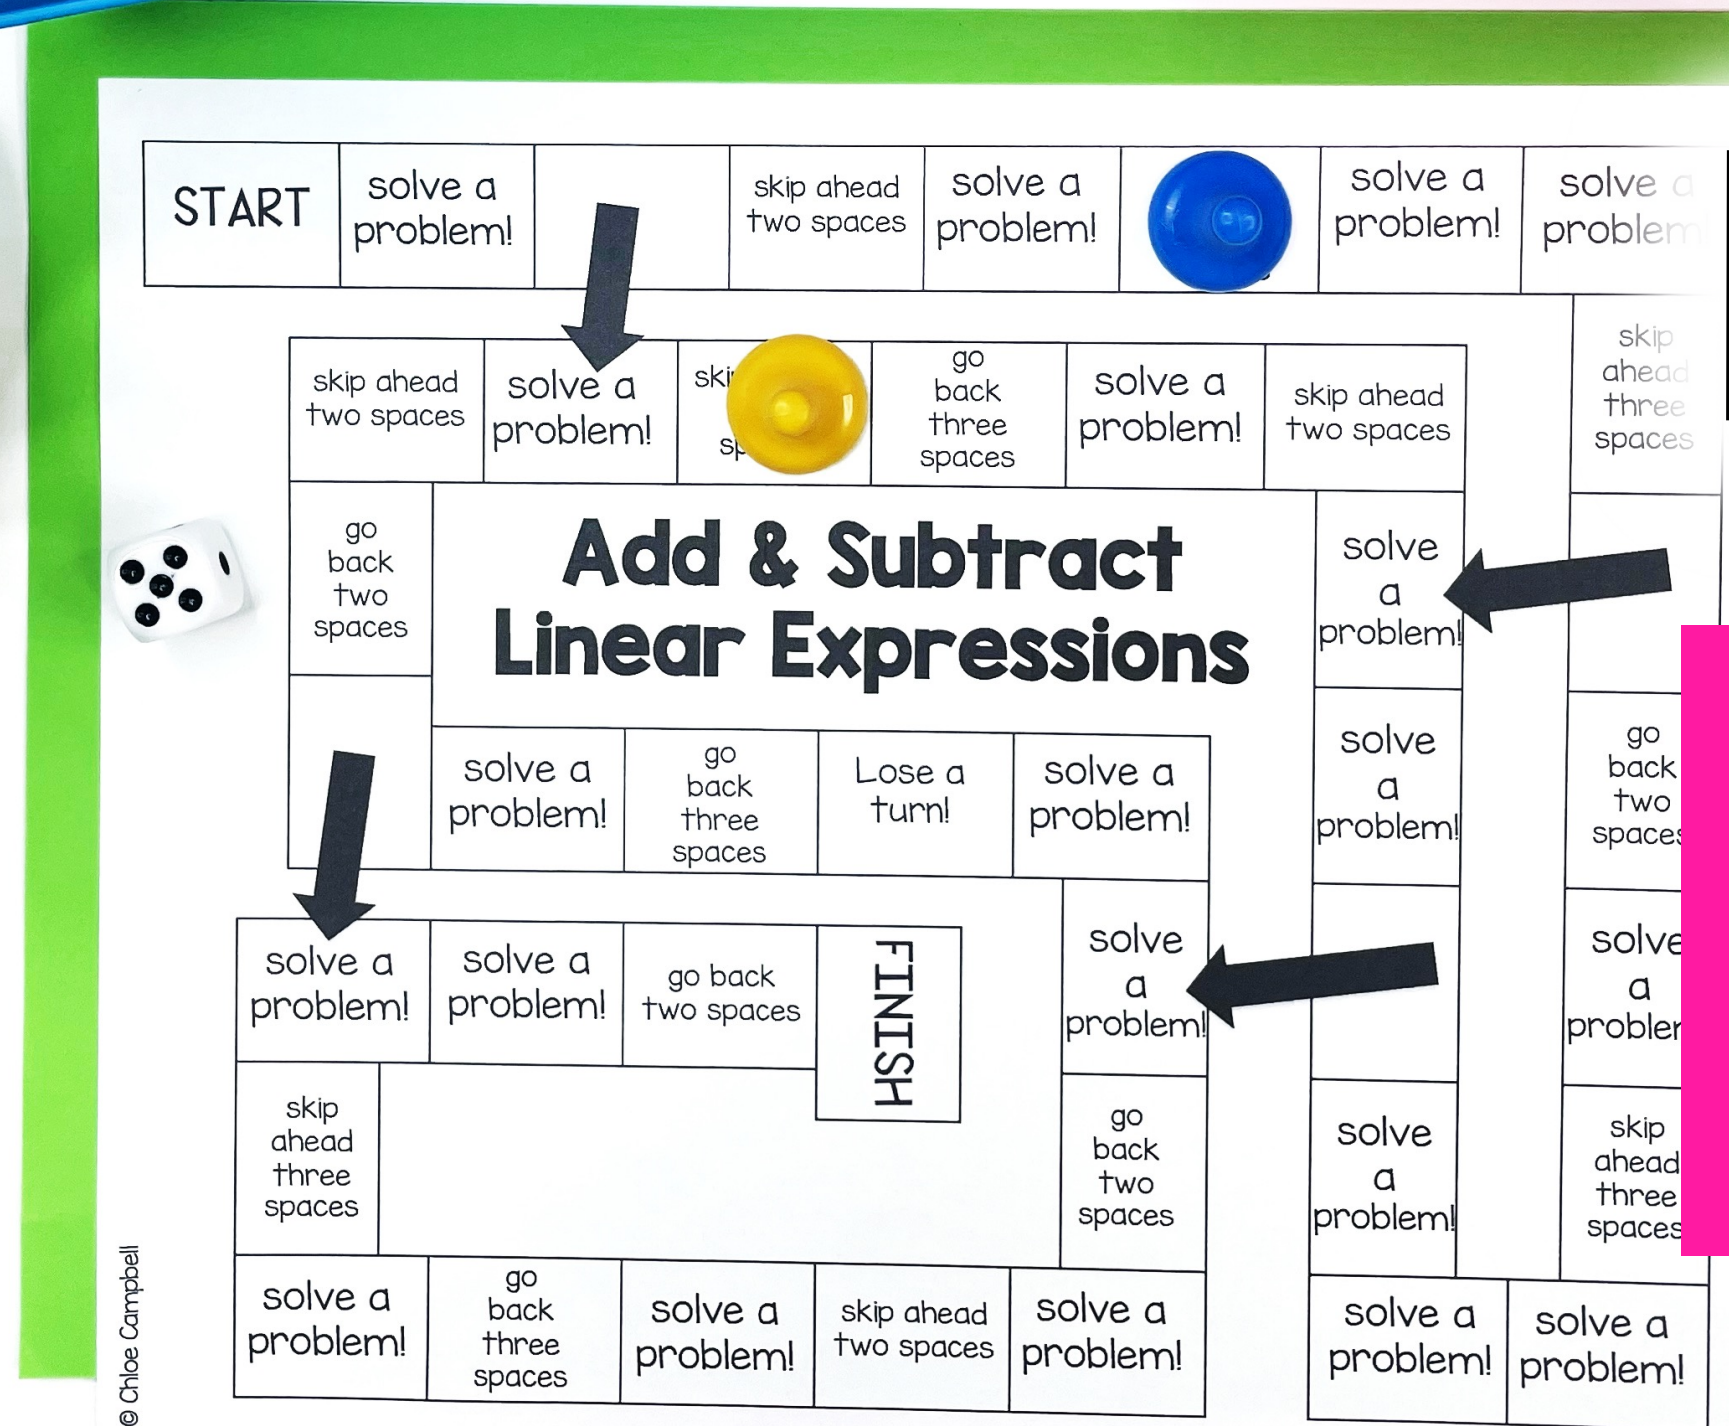 START
solve a
problem!
skip ahead
two spaces
solve a
problem!
solve a
problem!
solve a
problem
skip
ahead
three
spaces
skip ahead
two spaces
solve a
problem!
go
back
three
spaces
solve a
problem!
skip ahead
two spaces
go
back
two
spaces
Add & Subtract
Linear Expressions
solve
a
problem!
solve
a
problem!
go
back
two
spaces
solve a
problem!
go
back
three
spaces
Lose a
turn!
solve a
problem!
solve a
problem!
solve a
problem!
go back
two spaces
FINISH
solve
a
problem!
solve
a
skip
ahead
three
spaces
go
back
two
spaces
solve
a
problem!
skip
ahead
three
spaces
solve a
problem!
go
back
three
spaces
solve a
problem!
skip ahead
two spaces
solve a
problem!
solve a
problem!
solve a
problem!
© Chloe Campbell